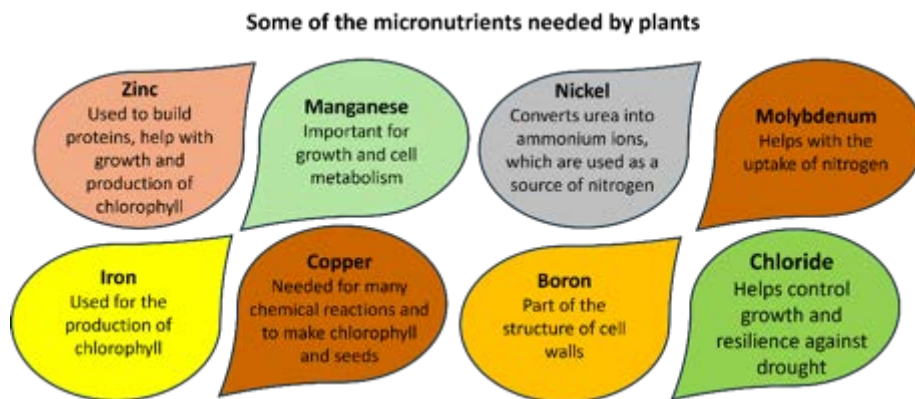 Some of the micronutrients needed by plants
Zinc
Used to build
proteins, help with
growth and
production of
chlorophyll
Manganese
Important for
growth and cell
metabolism
Nickel
Converts urea into
ammonium ions,
which are used as a
source of nitrogen
Molybdenum
Helps with the
uptake of nitrogen
Iron
Used for the
production of
chlorophyll
Copper
Needed for many
chemical reactions and
to make chlorophyll
and seeds
Boron
Part of the
structure of cell
walls
Chloride
Helps control
growth and
resilience against
drought